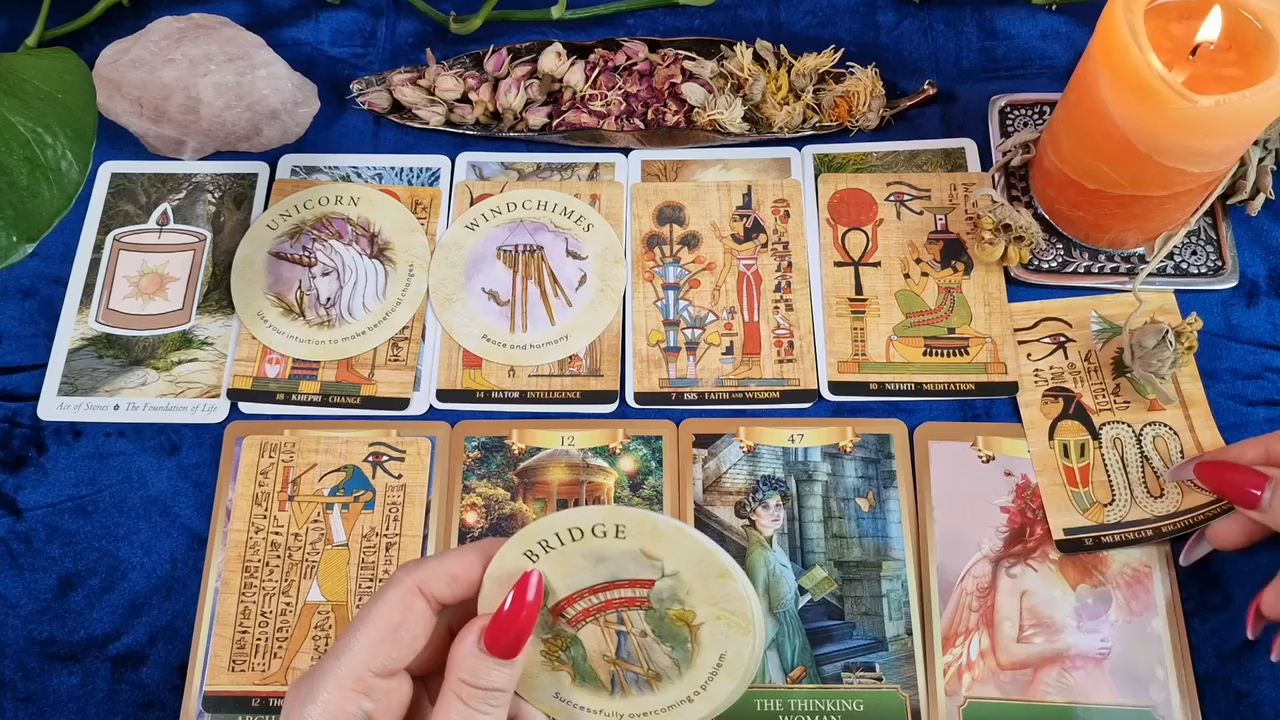 UNICORN
Use your intuition to make beneficial changes.
18 · KHEPRI · CHANGE
WINDCHIMES
Peace and harmony.
14 · HATOR · INTELLIGENCE
7 · ISIS · FAITH AND WISDOM
10 · NEFHTI · MEDITATION
Ace of Stones The Foundation of Life
32 · MERTSEGER · RIGHTEOUSNESS
12
47
BRIDGE
Successfully overcoming a problem.
THE THINKING
WOMAN